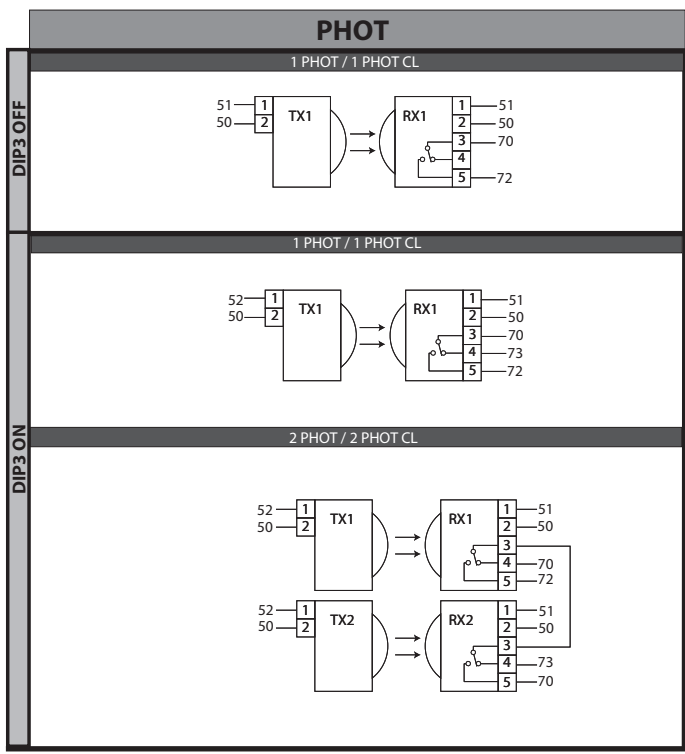 PHOT
DIP3 OFF
1 PHOT / 1 PHOT CL
51 1 TX1 RX1 1 51
50 2 2 50
3 70
4
5 72
DIP3 ON
1 PHOT / 1 PHOT CL
52 1 TX1 RX1 1 51
50 2 2 50
3 70
4 73
5 72
2 PHOT / 2 PHOT CL
52 1 TX1 RX1 1 51
50 2 2 50
3
4 70
5 72
52 1 TX2 RX2 1 51
50 2 2 50
3
4 73
5 70